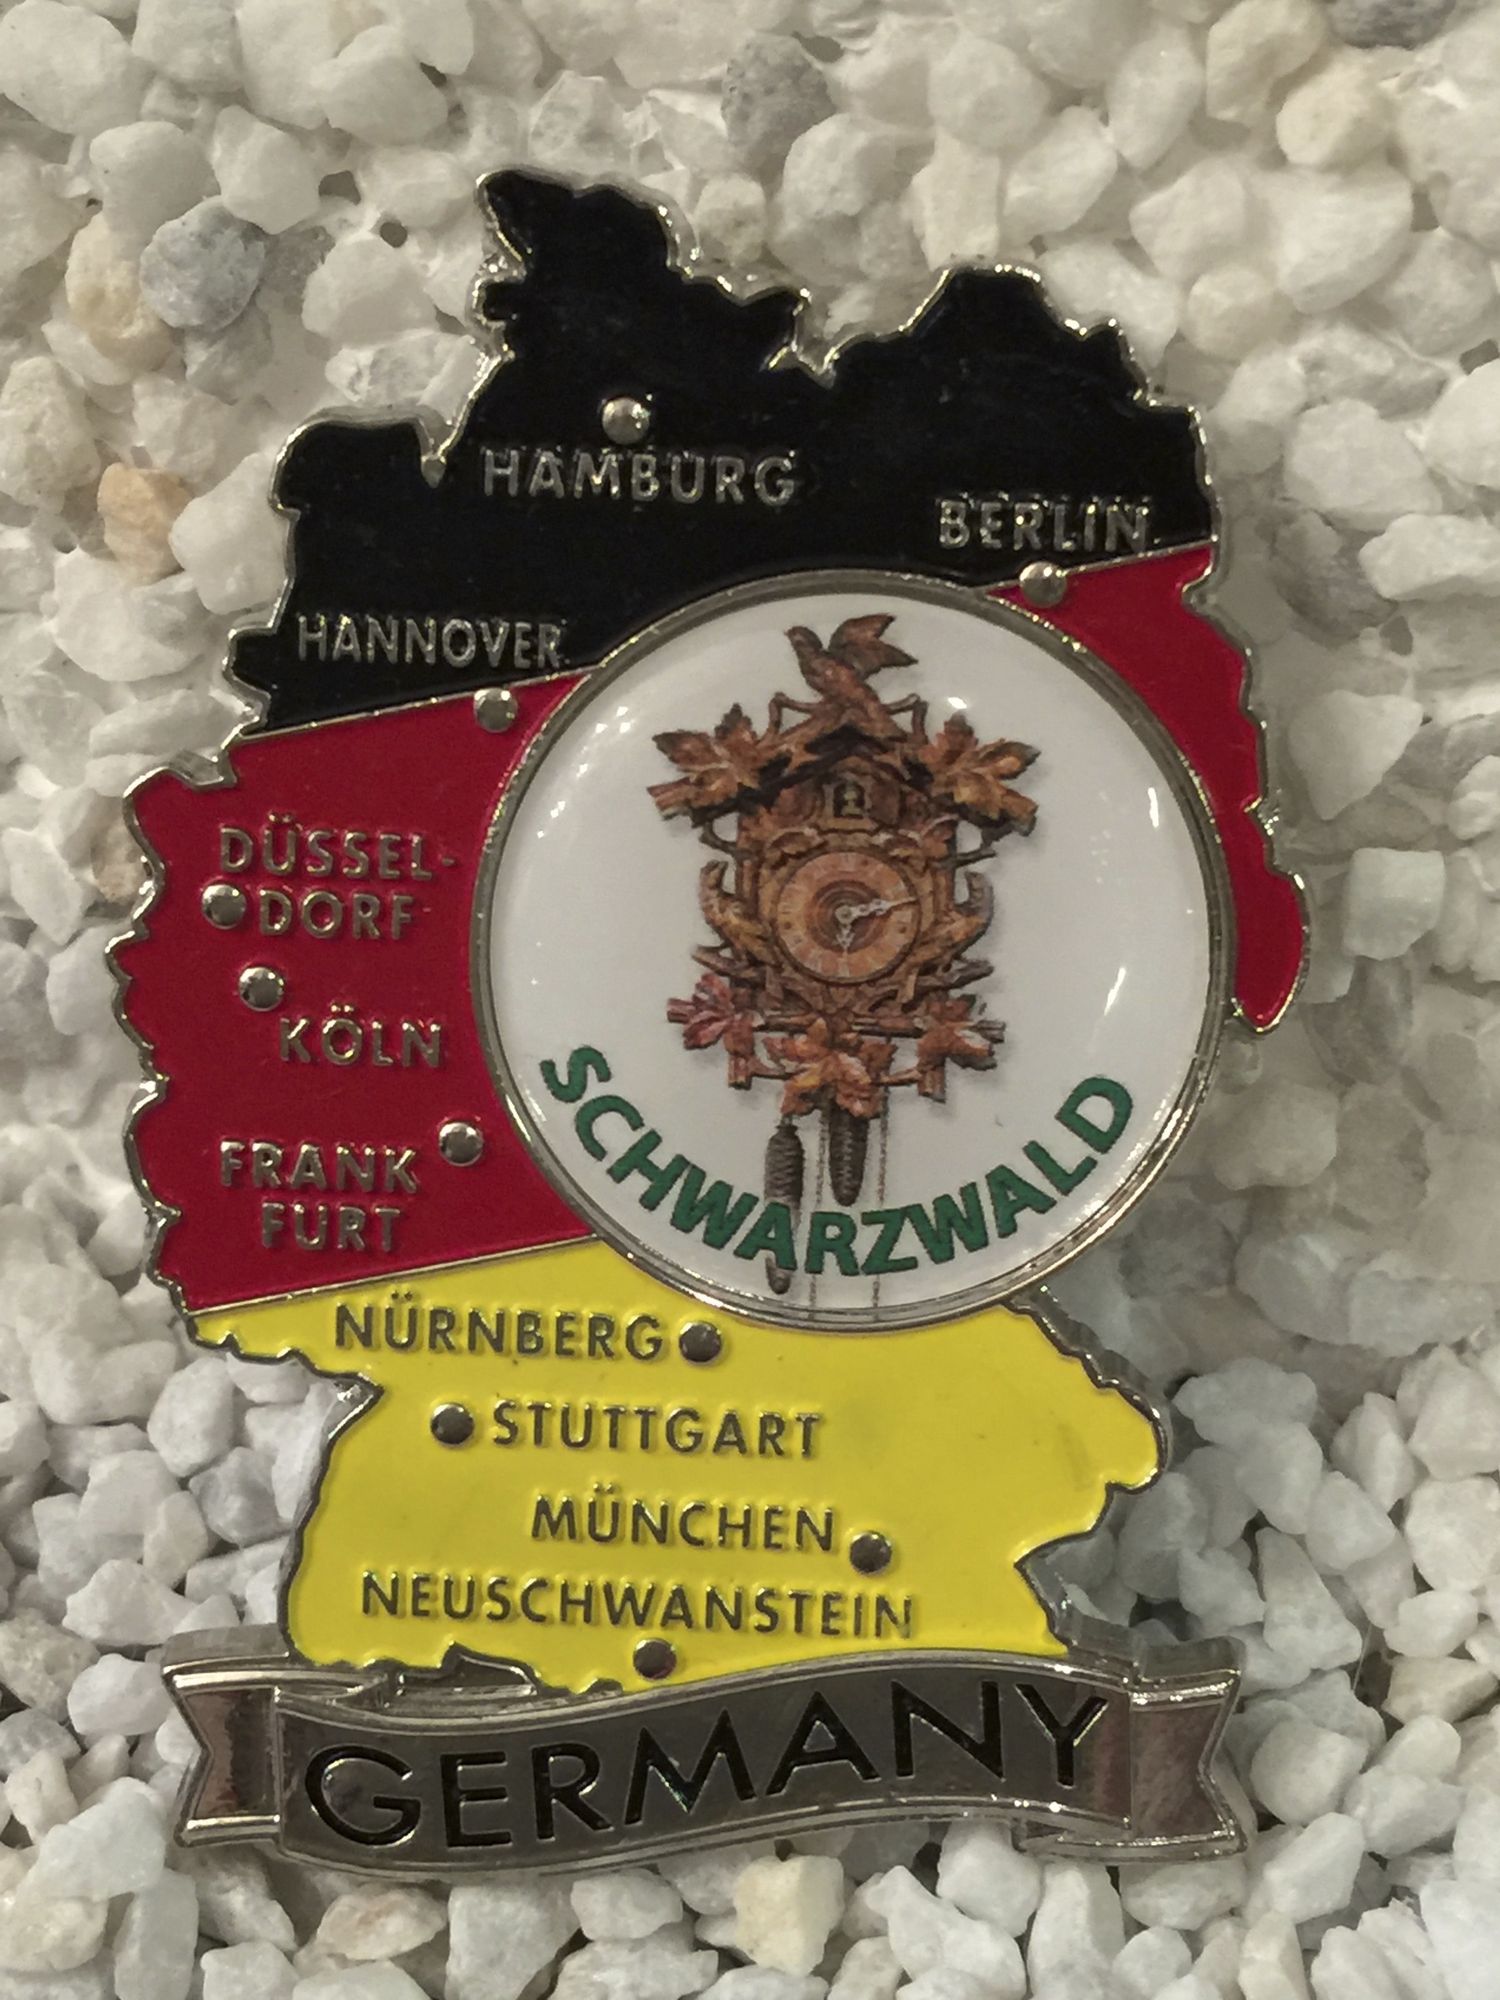 HAMBURG
BERLIN
HANNOVER
DÜSSEL-
DORF
KÖLN
FRANK
FURT
SCHWARZWALD
NÜRNBERG
STUTTGART
MÜNCHEN
NEUSCHWANSTEIN
GERMANY